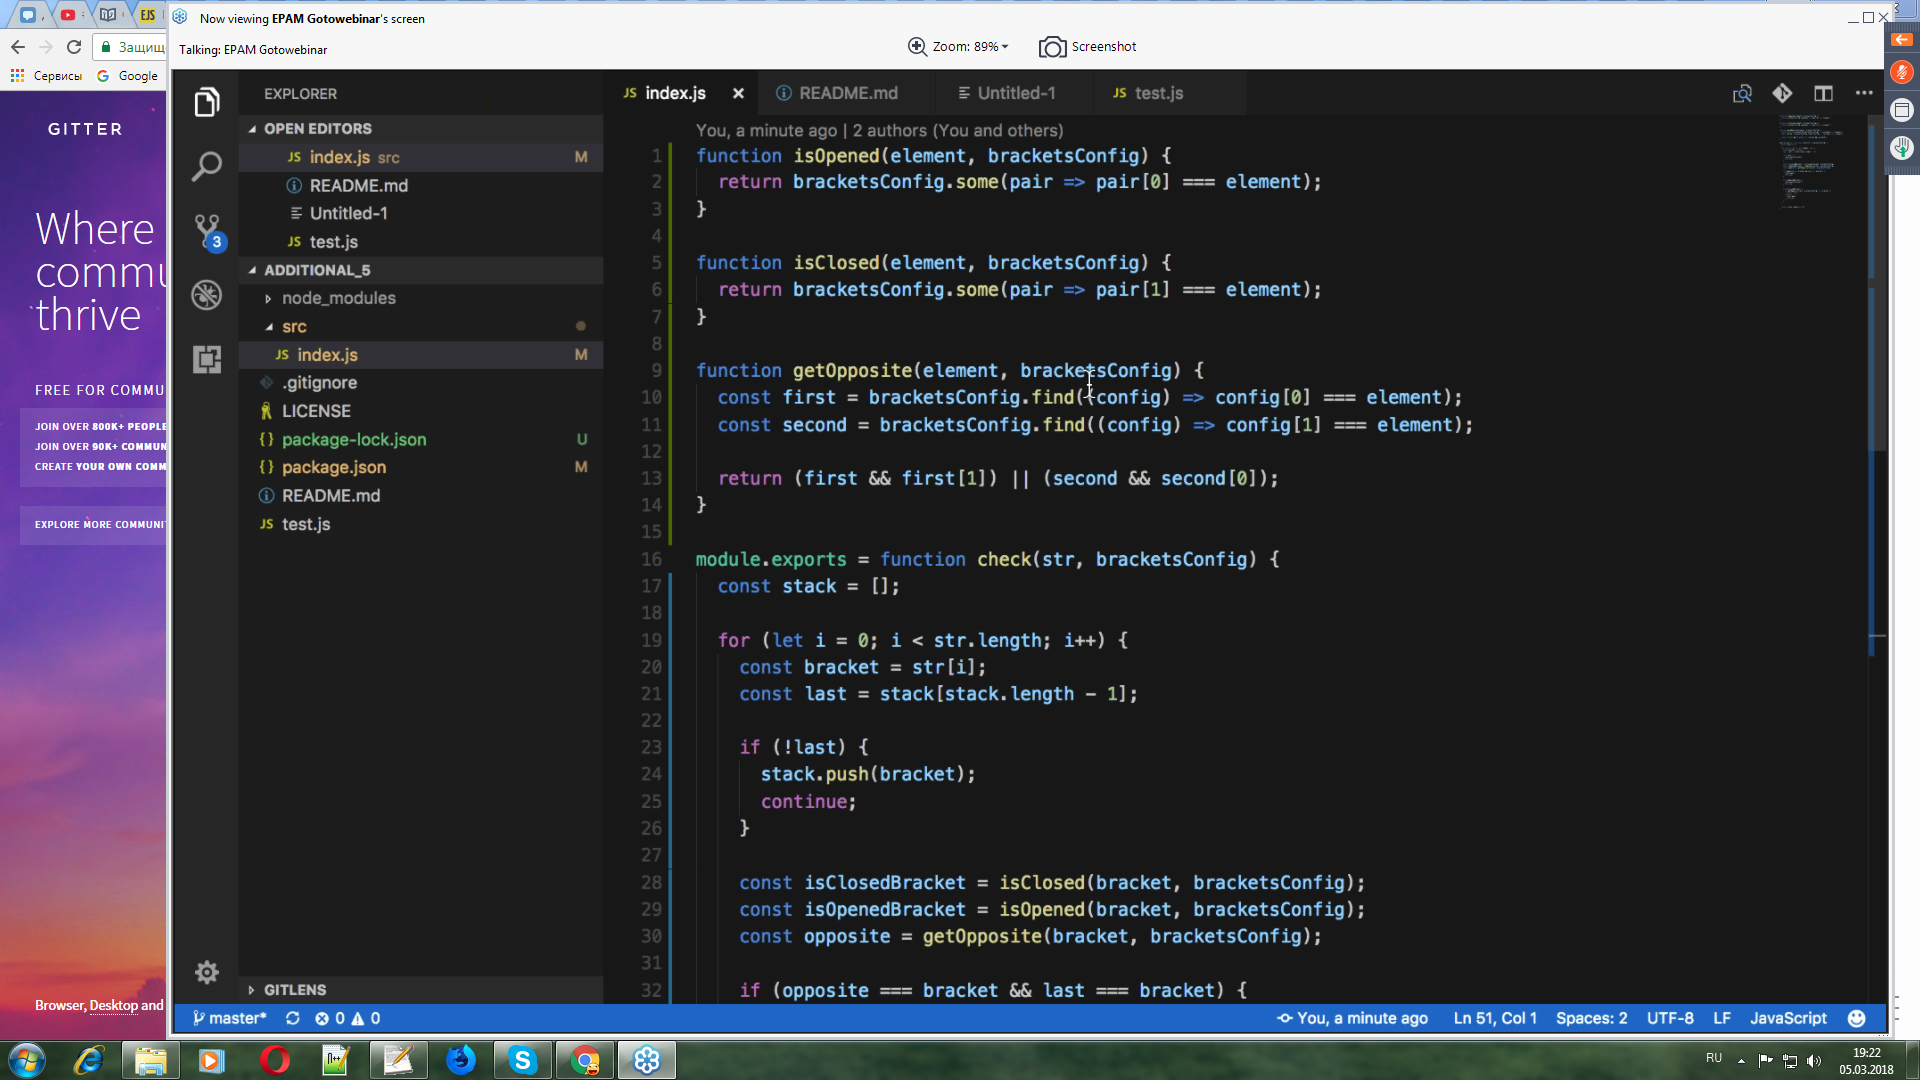 Now viewing EPAM Gotowebinar's screen
Talking: EPAM Gotowebinar
Zoom: 89%
Screenshot
EJS
Защищ
Сервисы
Google
GITTER
Where
commu
thrive
FREE FOR COMMU
JOIN OVER 800K+ PEOPLE
JOIN OVER 90K+ COMMUN
CREATE YOUR OWN COMM
EXPLORE MORE COMMUNI
Browser, Desktop and
EXPLORER
OPEN EDITORS
JS index.js src M
README.md
Untitled-1
JS test.js
3
ADDITIONAL_5
node_modules
src
JS index.js M
.gitignore
LICENSE
{} package-lock.json U
{} package.json M
README.md
JS test.js
GITLENS
JS index.js
README.md
Untitled-1
JS test.js
You, a minute ago | 2 authors (You and others)
1 function isOpened(element, bracketsConfig) {
2 return bracketsConfig.some(pair => pair[0] === element);
3 }
4
5 function isClosed(element, bracketsConfig) {
6 return bracketsConfig.some(pair => pair[1] === element);
7 }
8
9 function getOpposite(element, bracketsConfig) {
10 const first = bracketsConfig.find((config) => config[0] === element);
11 const second = bracketsConfig.find((config) => config[1] === element);
12
13 return (first && first[1]) || (second && second[0]);
14 }
15
16 module.exports = function check(str, bracketsConfig) {
17 const stack = [];
18
19 for (let i = 0; i < str.length; i++) {
20 const bracket = str[i];
21 const last = stack[stack.length - 1];
22
23 if (!last) {
24 stack.push(bracket);
25 continue;
26 }
27
28 const isClosedBracket = isClosed(bracket, bracketsConfig);
29 const isOpenedBracket = isOpened(bracket, bracketsConfig);
30 const opposite = getOpposite(bracket, bracketsConfig);
31
32 if (opposite === bracket && last === bracket) {
master* 0 0
You, a minute ago
Ln 51, Col 1
Spaces: 2
UTF-8
LF
JavaScript
RU
19:22
05.03.2018